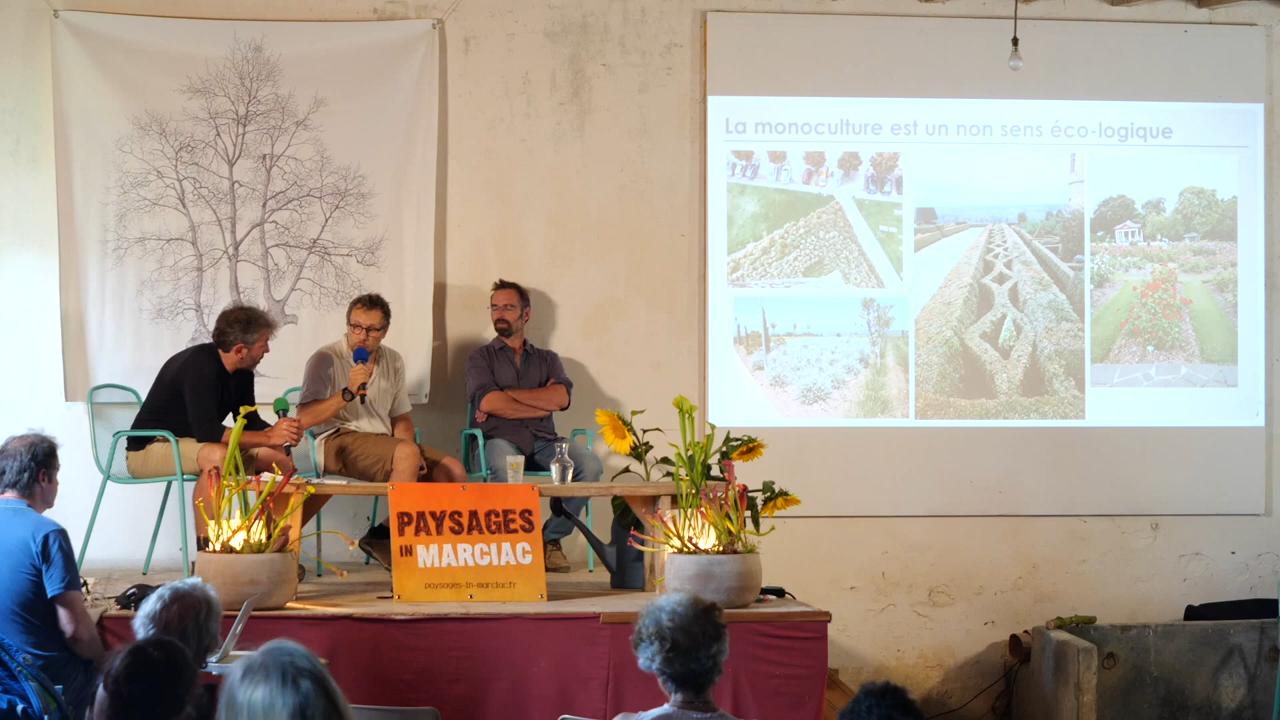 La monoculture est un non sens éco-logique
PAYSAGES
IN MARCIAC
paysages-in-marciac.fr